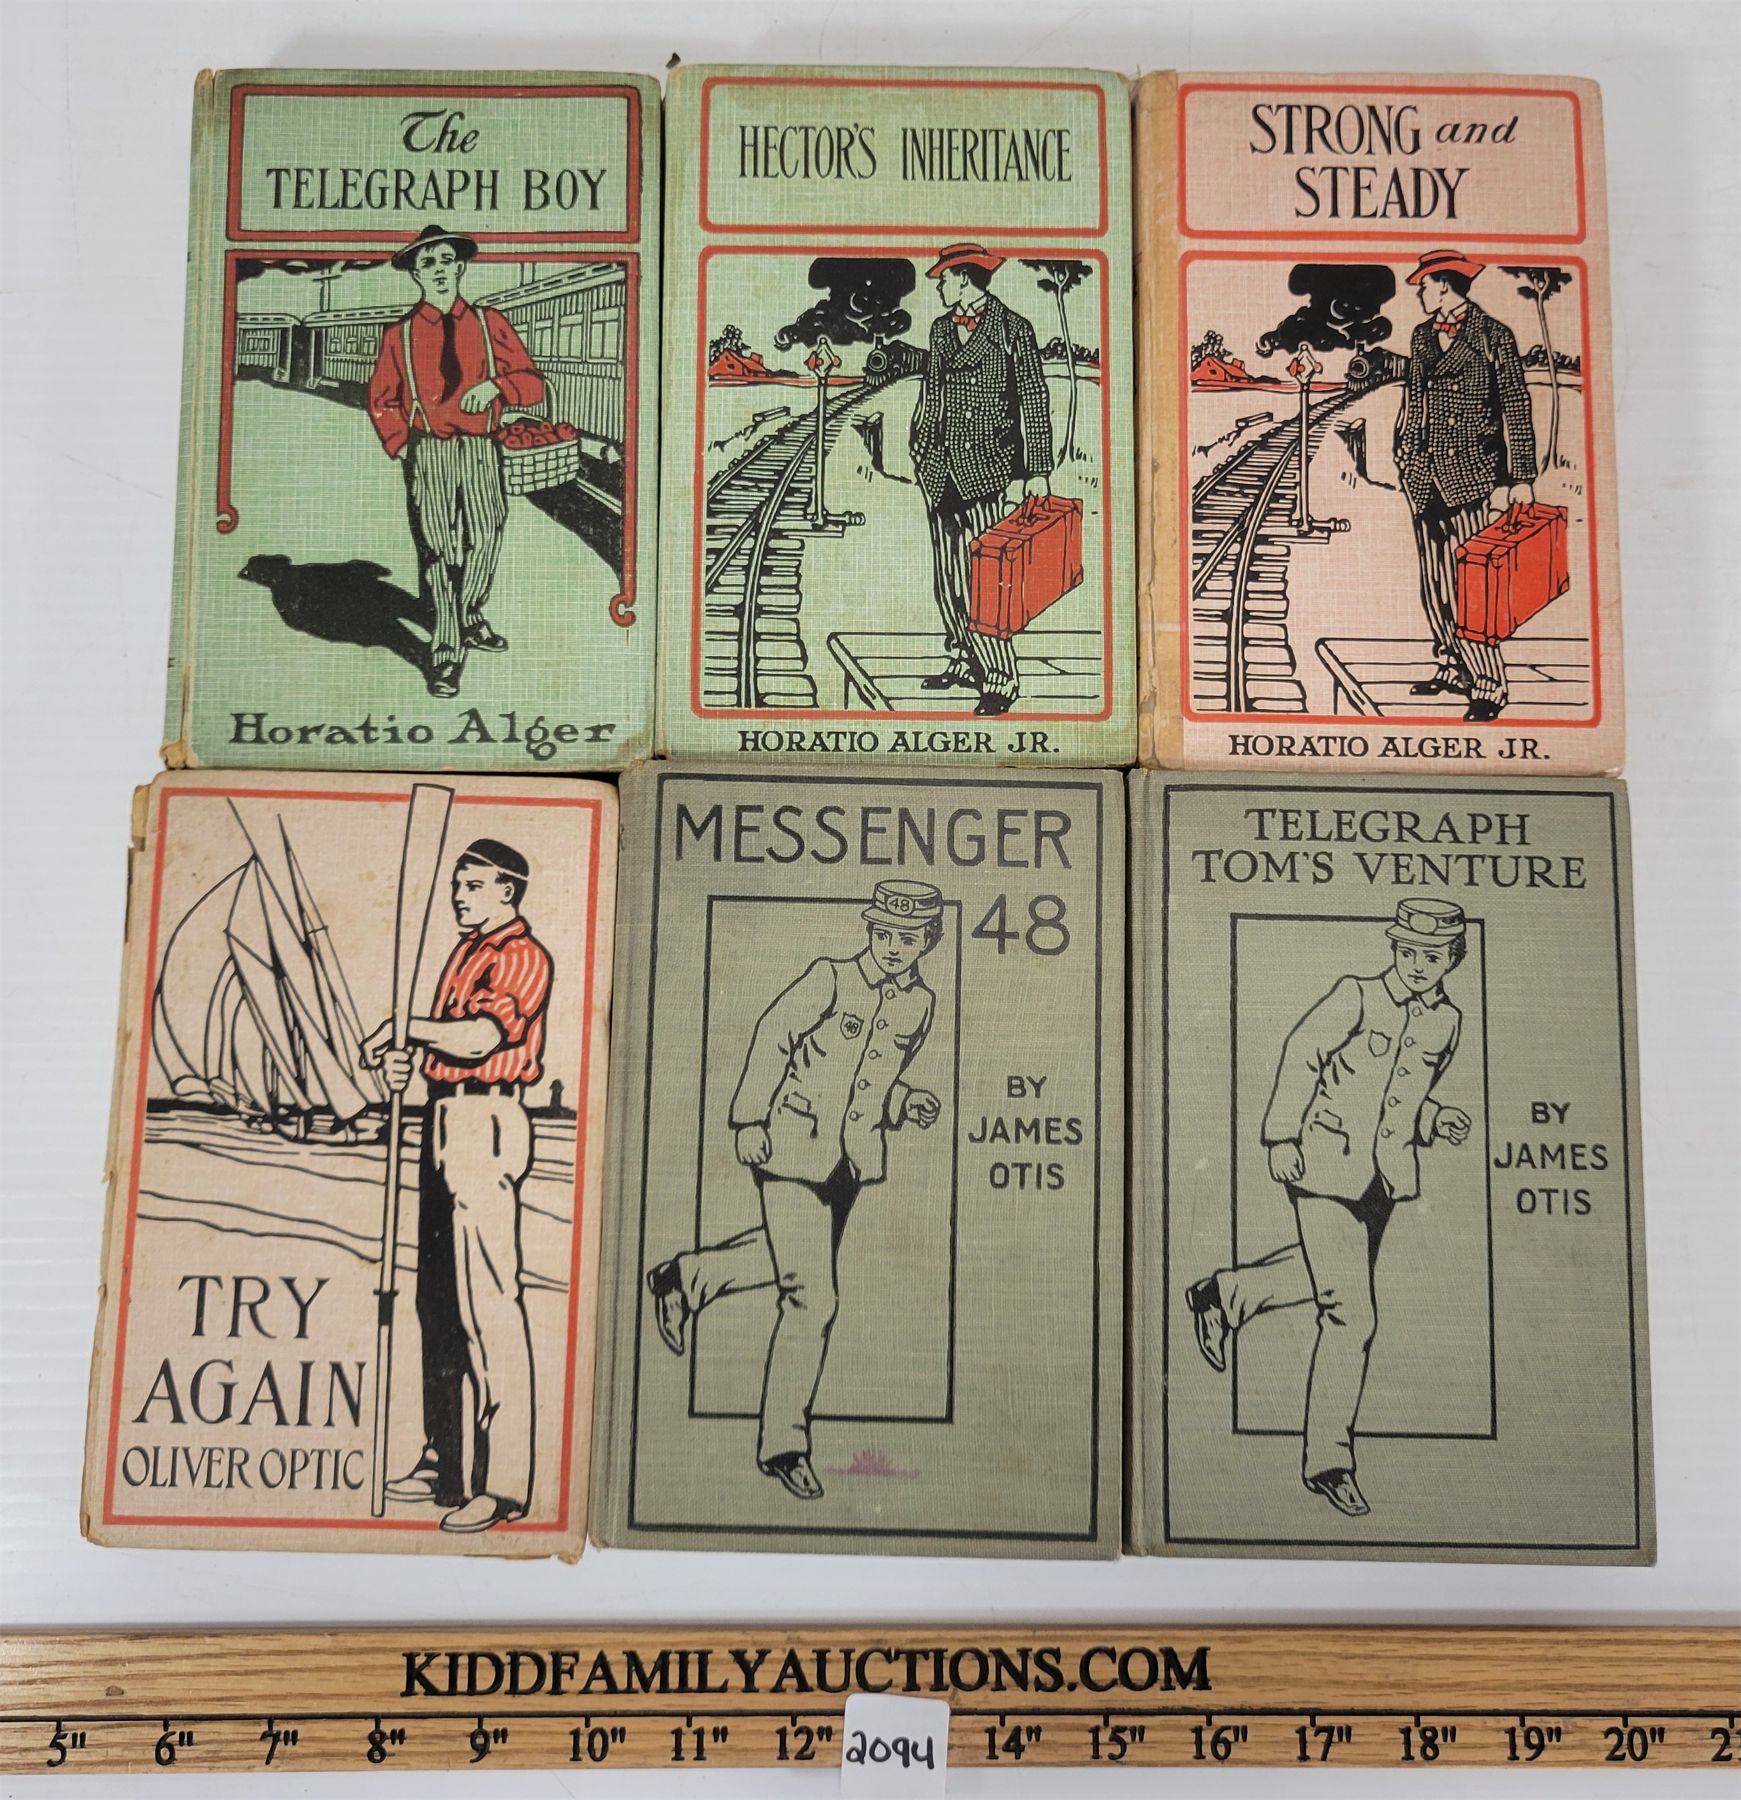 The
TELEGRAPH BOY
Horatio Alger
HECTOR'S INHERITANCE
HORATIO ALGER JR.
STRONG and
STEADY
HORATIO ALGER JR.
TRY
AGAIN
OLIVER OPTIC
MESSENGER
48
48
48
BY
JAMES
OTIS
TELEGRAPH
TOM'S VENTURE
BY
JAMES
OTIS
KIDDFAMILYAUCTIONS.COM
5" 6" 7" 8" 9" 10" 11" 12" 2094 14" 15" 16" 17" 18" 19" 20"